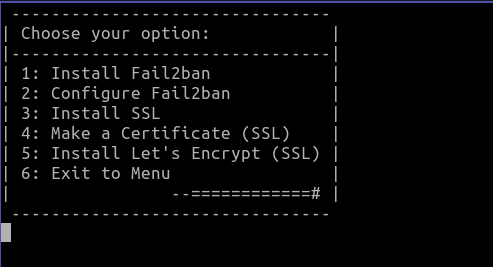 --------------------------------
| Choose your option:            |
|--------------------------------|
| 1: Install Fail2ban            |
| 2: Configure Fail2ban          |
| 3: Install SSL                 |
| 4: Make a Certificate (SSL)    |
| 5: Install Let's Encrypt (SSL) |
| 6: Exit to Menu                |
|                --============# |
--------------------------------